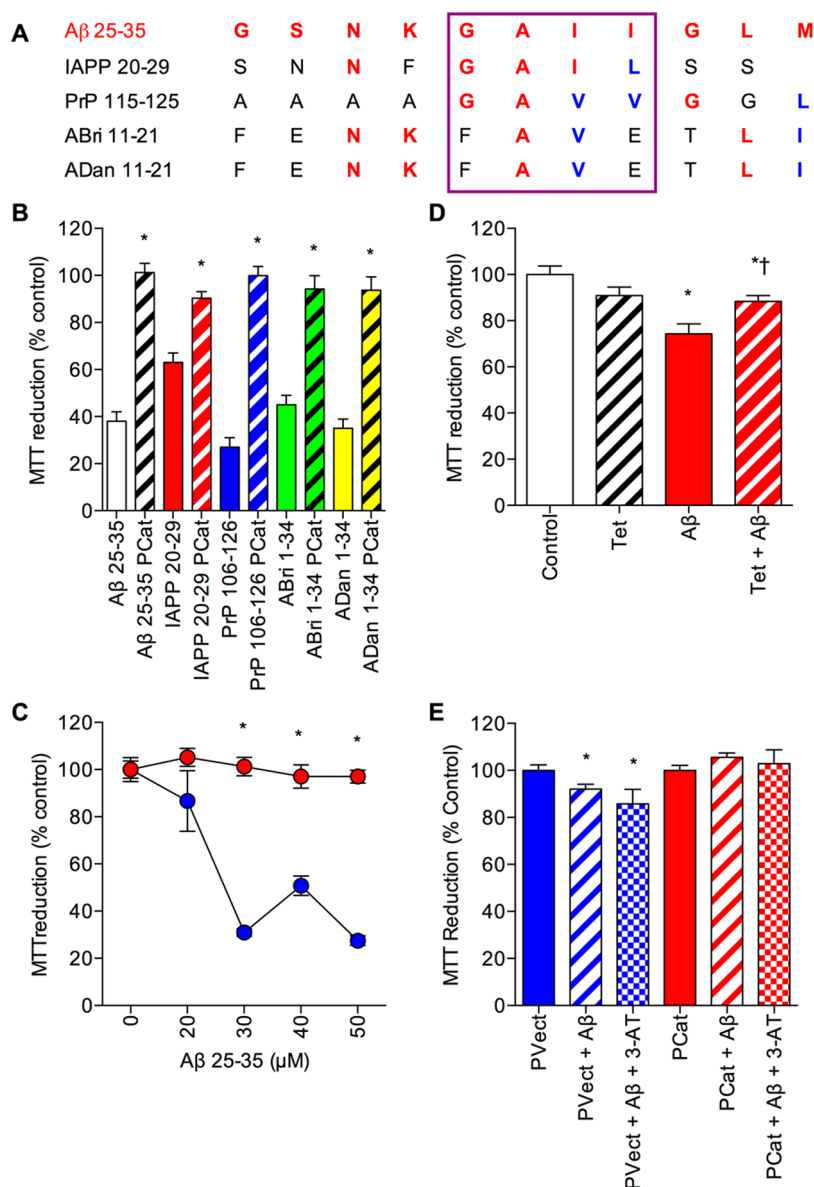 A
Aβ 25-35 G S N K G A I I G L M
IAPP 20-29 S N N F G A I L S S
PrP 115-125 A A A A G A V V G G L
ABri 11-21 F E N K F A V E T L I
ADan 11-21 F E N K F A V E T L I
B
MTT reduction (% control)
120
100
80
60
40
20
0
* * * * *
Aβ 25-35
Aβ 25-35 PCat
IAPP 20-29
IAPP 20-29 PCat
PrP 106-126
PrP 106-126 PCat
ABri 1-34
ABri 1-34 PCat
ADan 1-34
ADan 1-34 PCat
D
MTT reduction (% control)
120
100
80
60
40
20
0
* *†
Control
Tet
Aβ
Tet + Aβ
C
MTTreduction (% control)
120
100
80
60
40
20
0
* * *
0 20 30 40 50
Aβ 25-35 (µM)
E
MTT Reduction (% Control)
120
100
80
60
40
20
0
* *
PVect
PVect + Aβ
PVect + Aβ + 3-AT
PCat
PCat + Aβ
PCat + Aβ + 3-AT